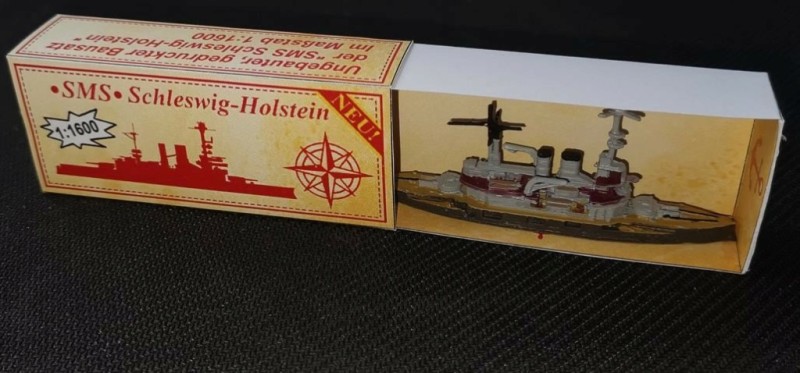 Ungebauter, gedruckter Bausatz
der "SMS Schleswig-Holstein"
im Maßstab 1:1600
•SMS• Schleswig-Holstein
NEU!
1:1600